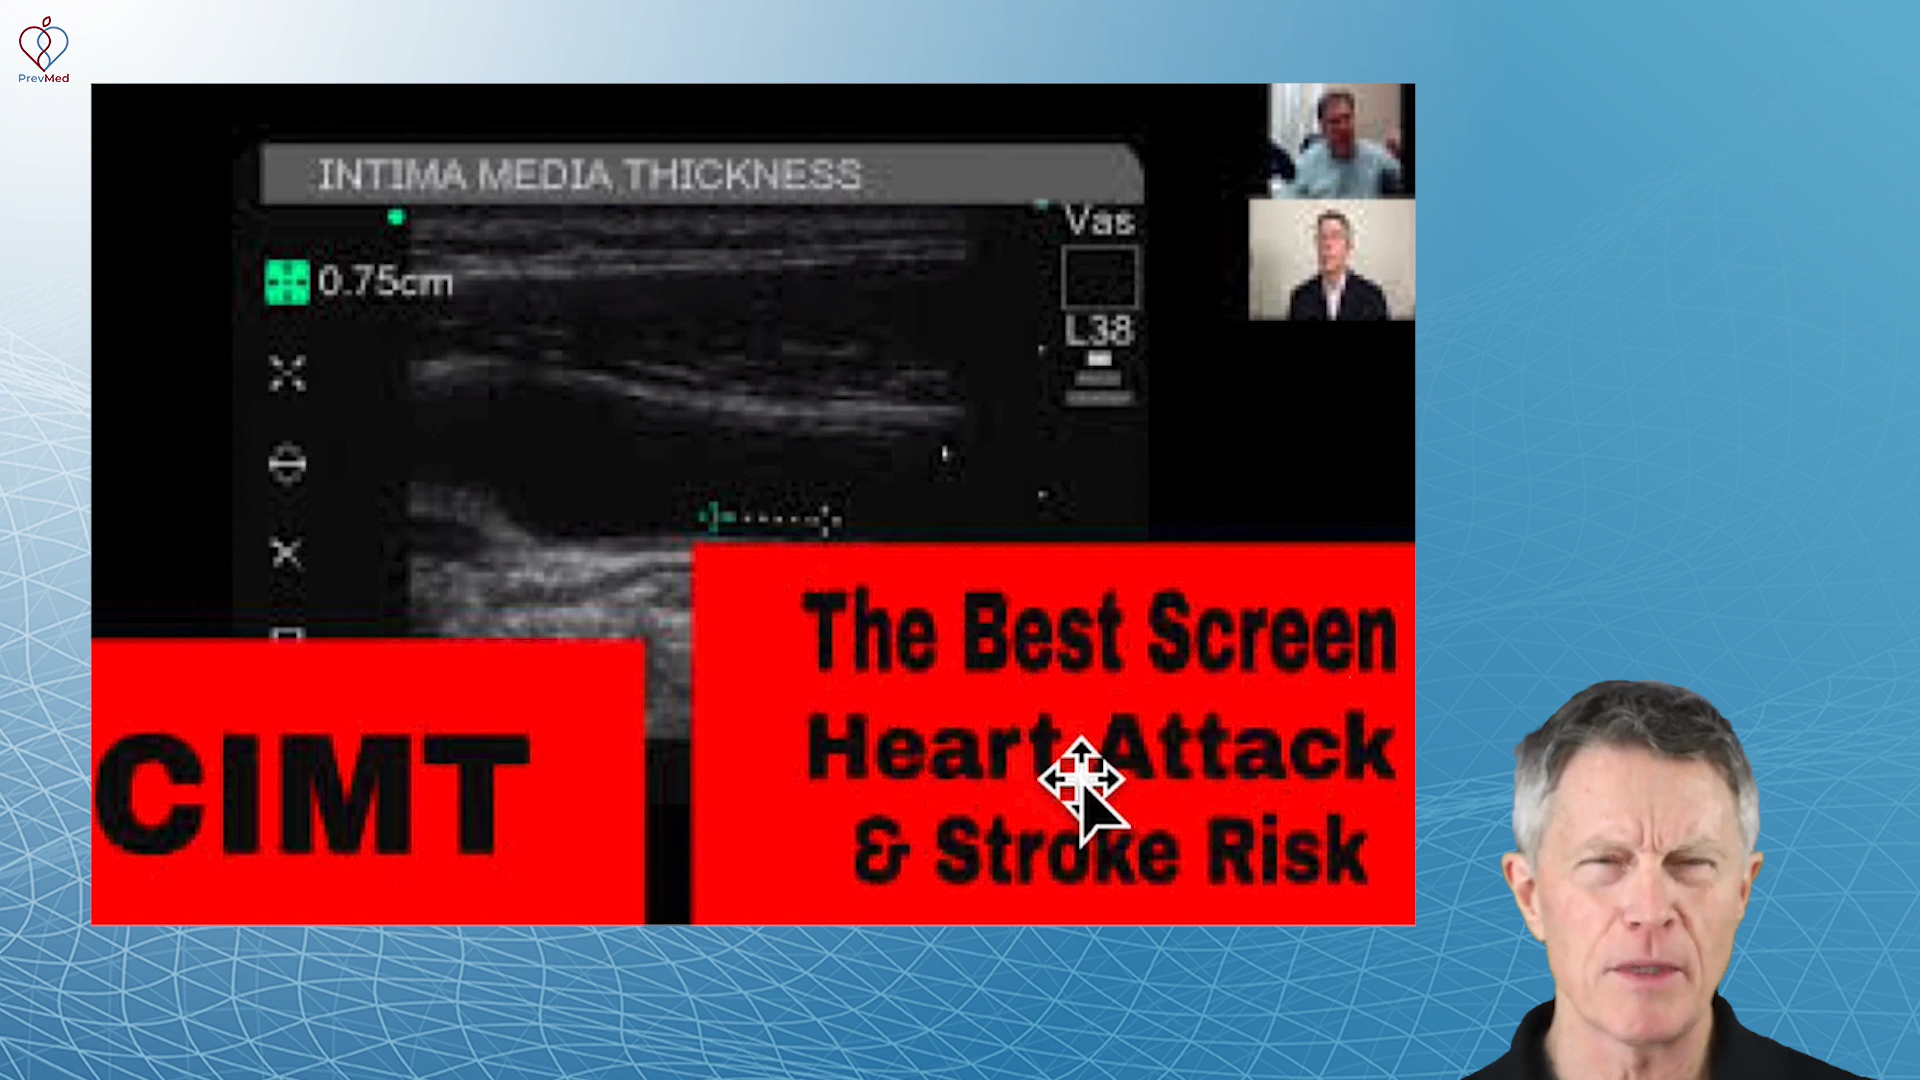 PrevMed
INTIMA MEDIA THICKNESS
Vas
0.75cm
L38
The Best Screen
Heart Attack
& Stroke Risk
CIMT